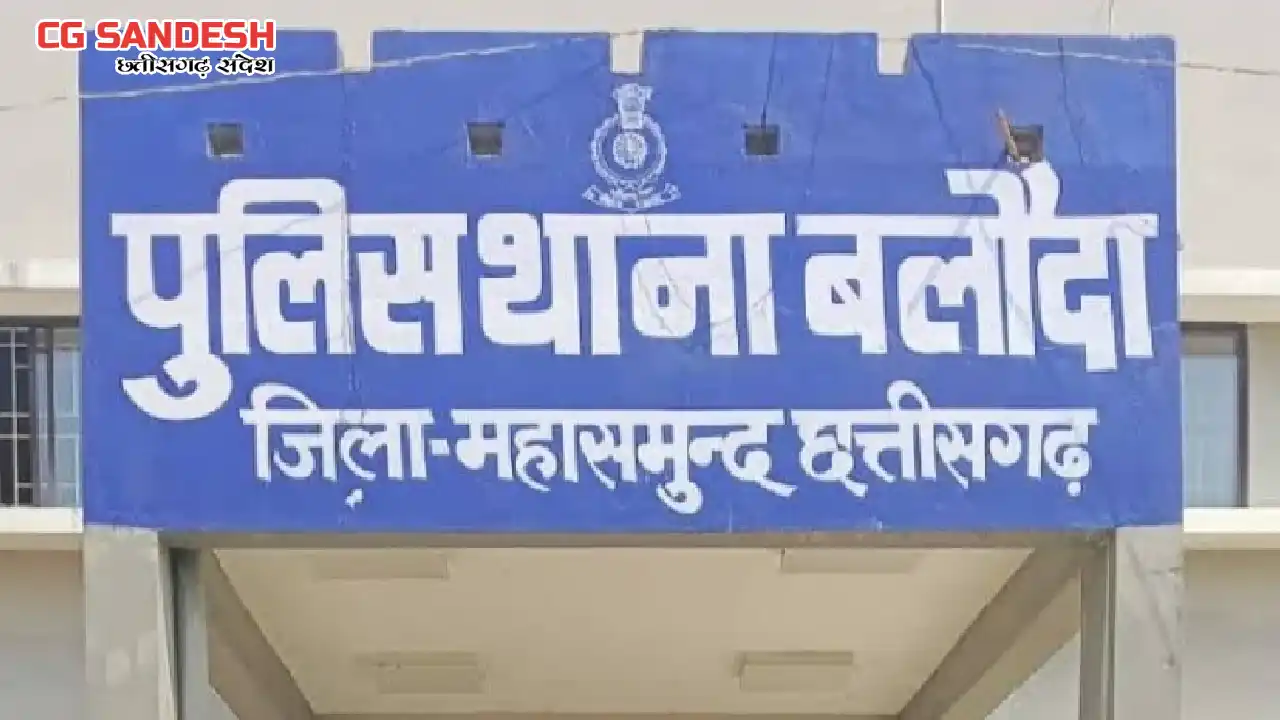 CG SANDESH
छत्तीसगढ़ संदेश
पुलिस थाना बलौदा
जिला-महासमुन्द छत्तीसगढ़